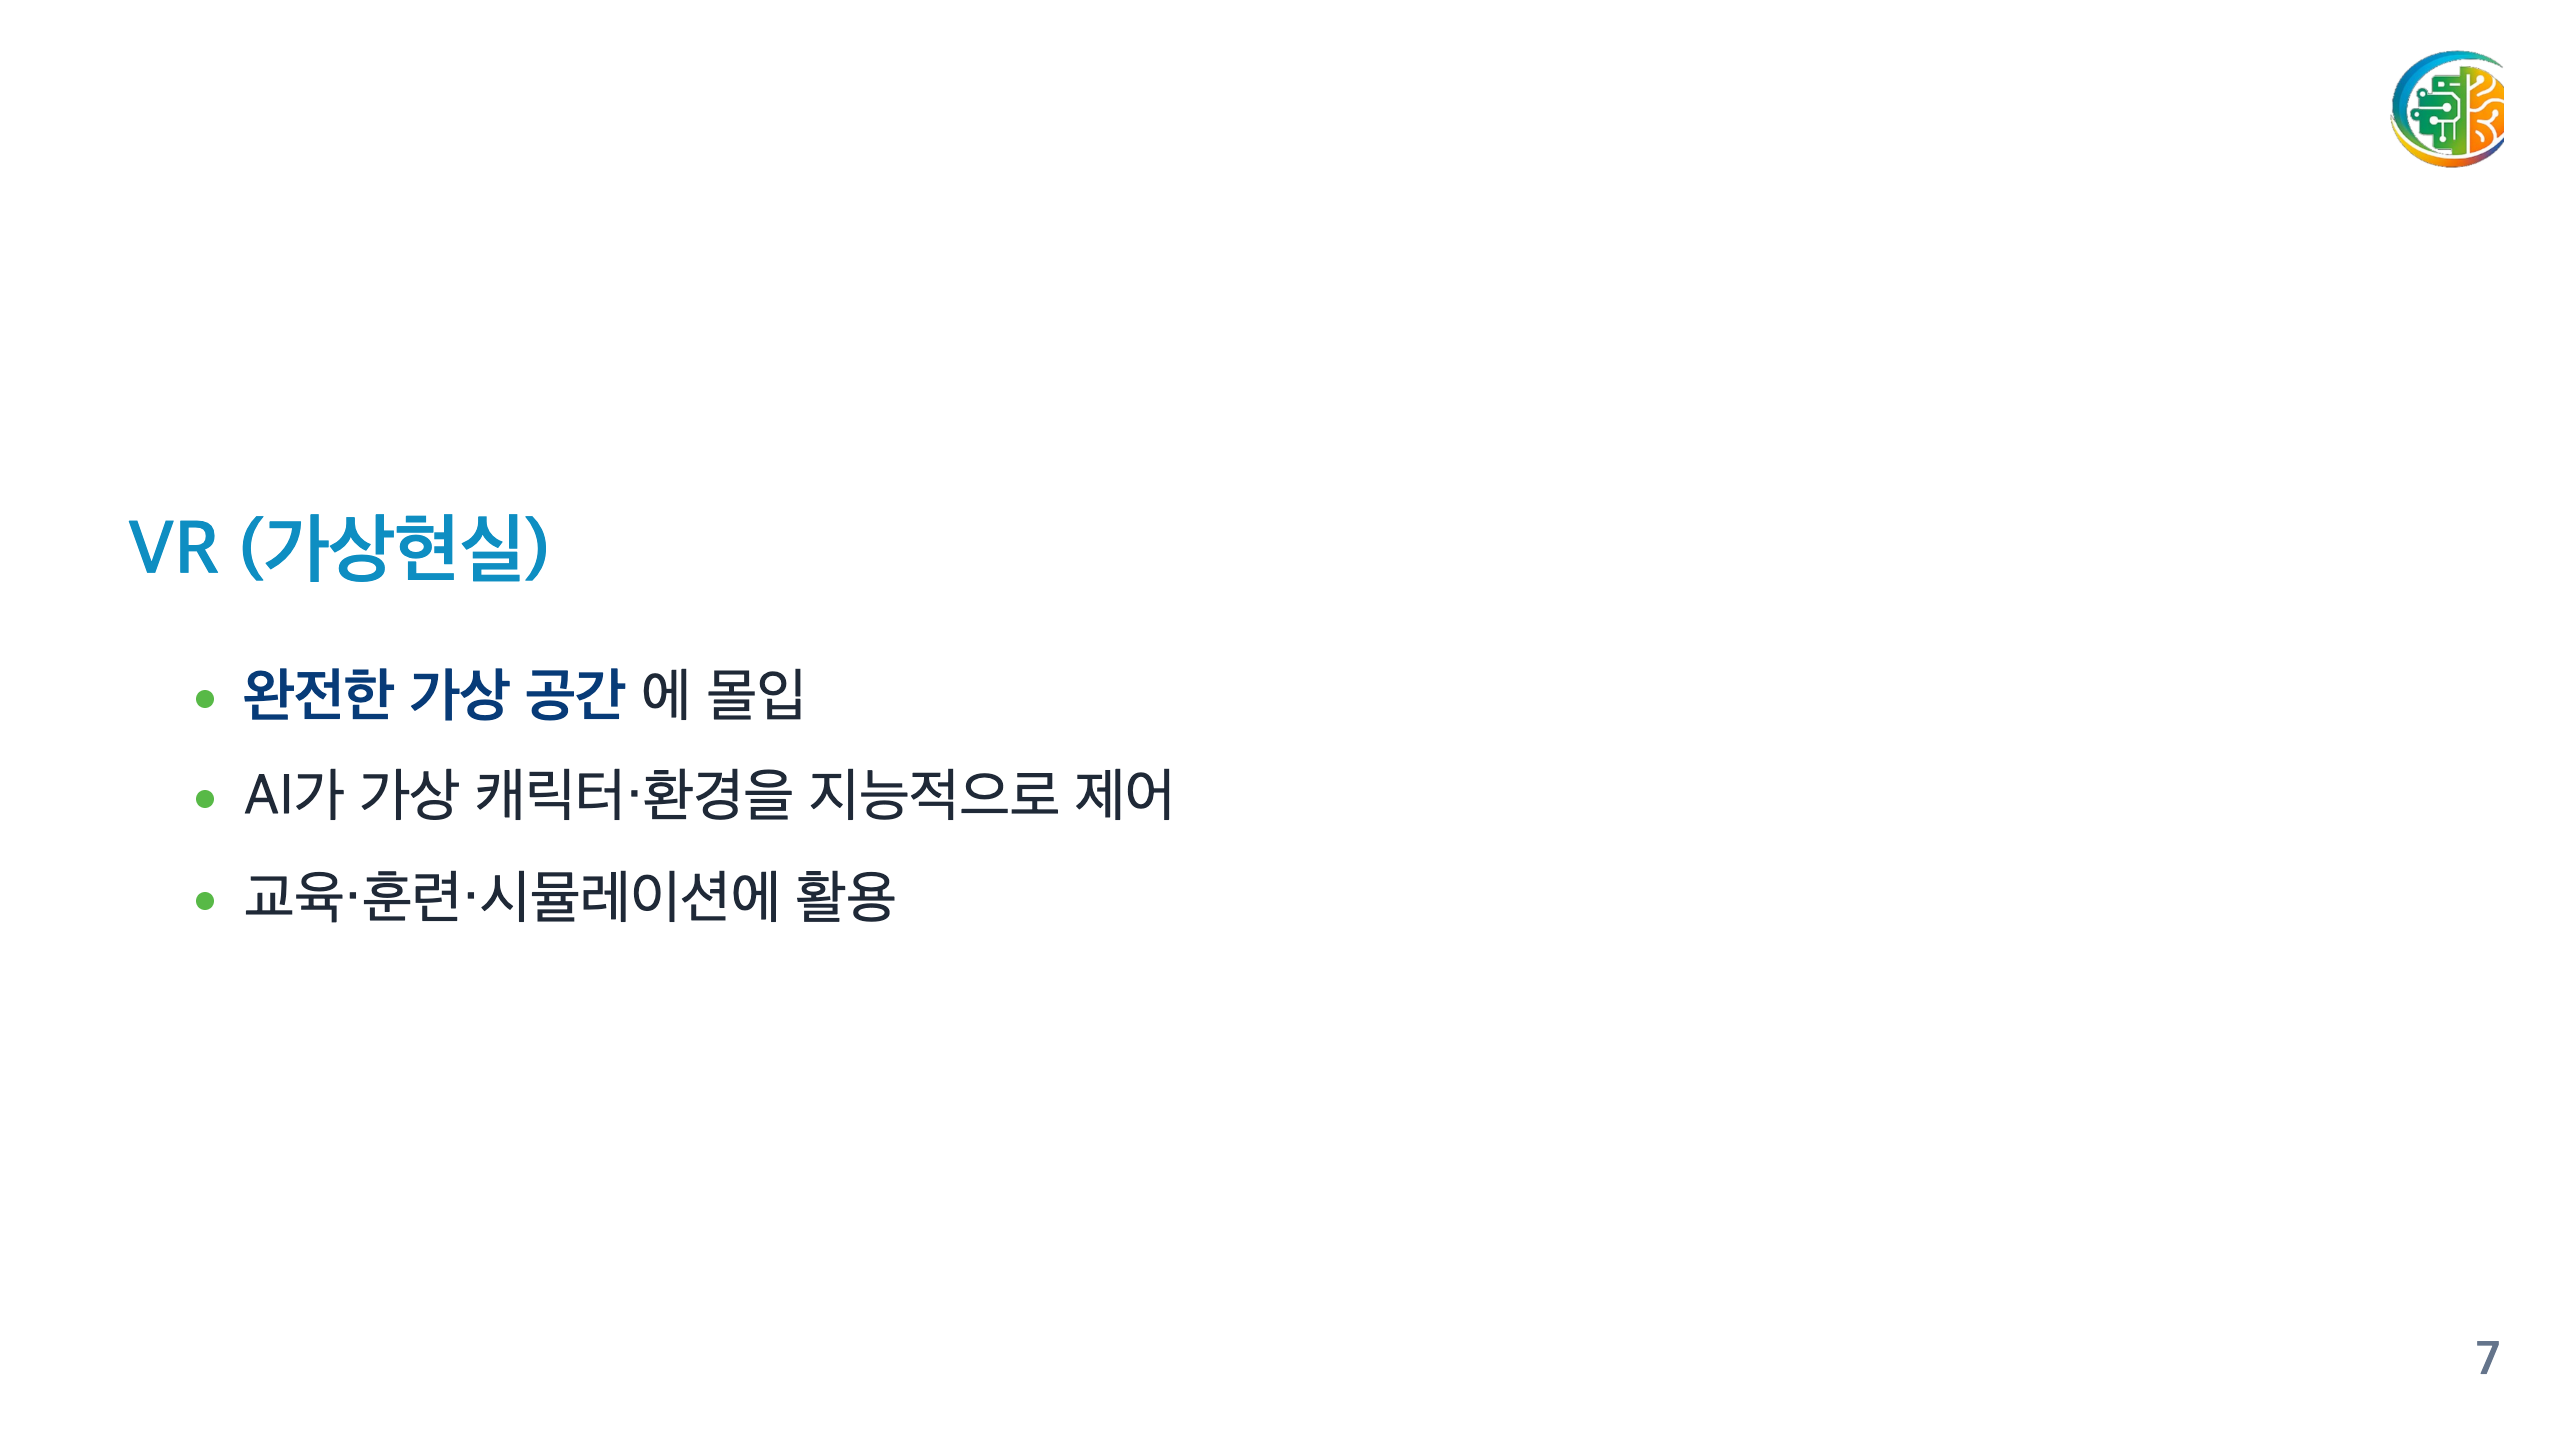 VR (가상현실)
• 완전한 가상 공간 에 몰입
• AI가 가상 캐릭터·환경을 지능적으로 제어
• 교육·훈련·시뮬레이션에 활용
7